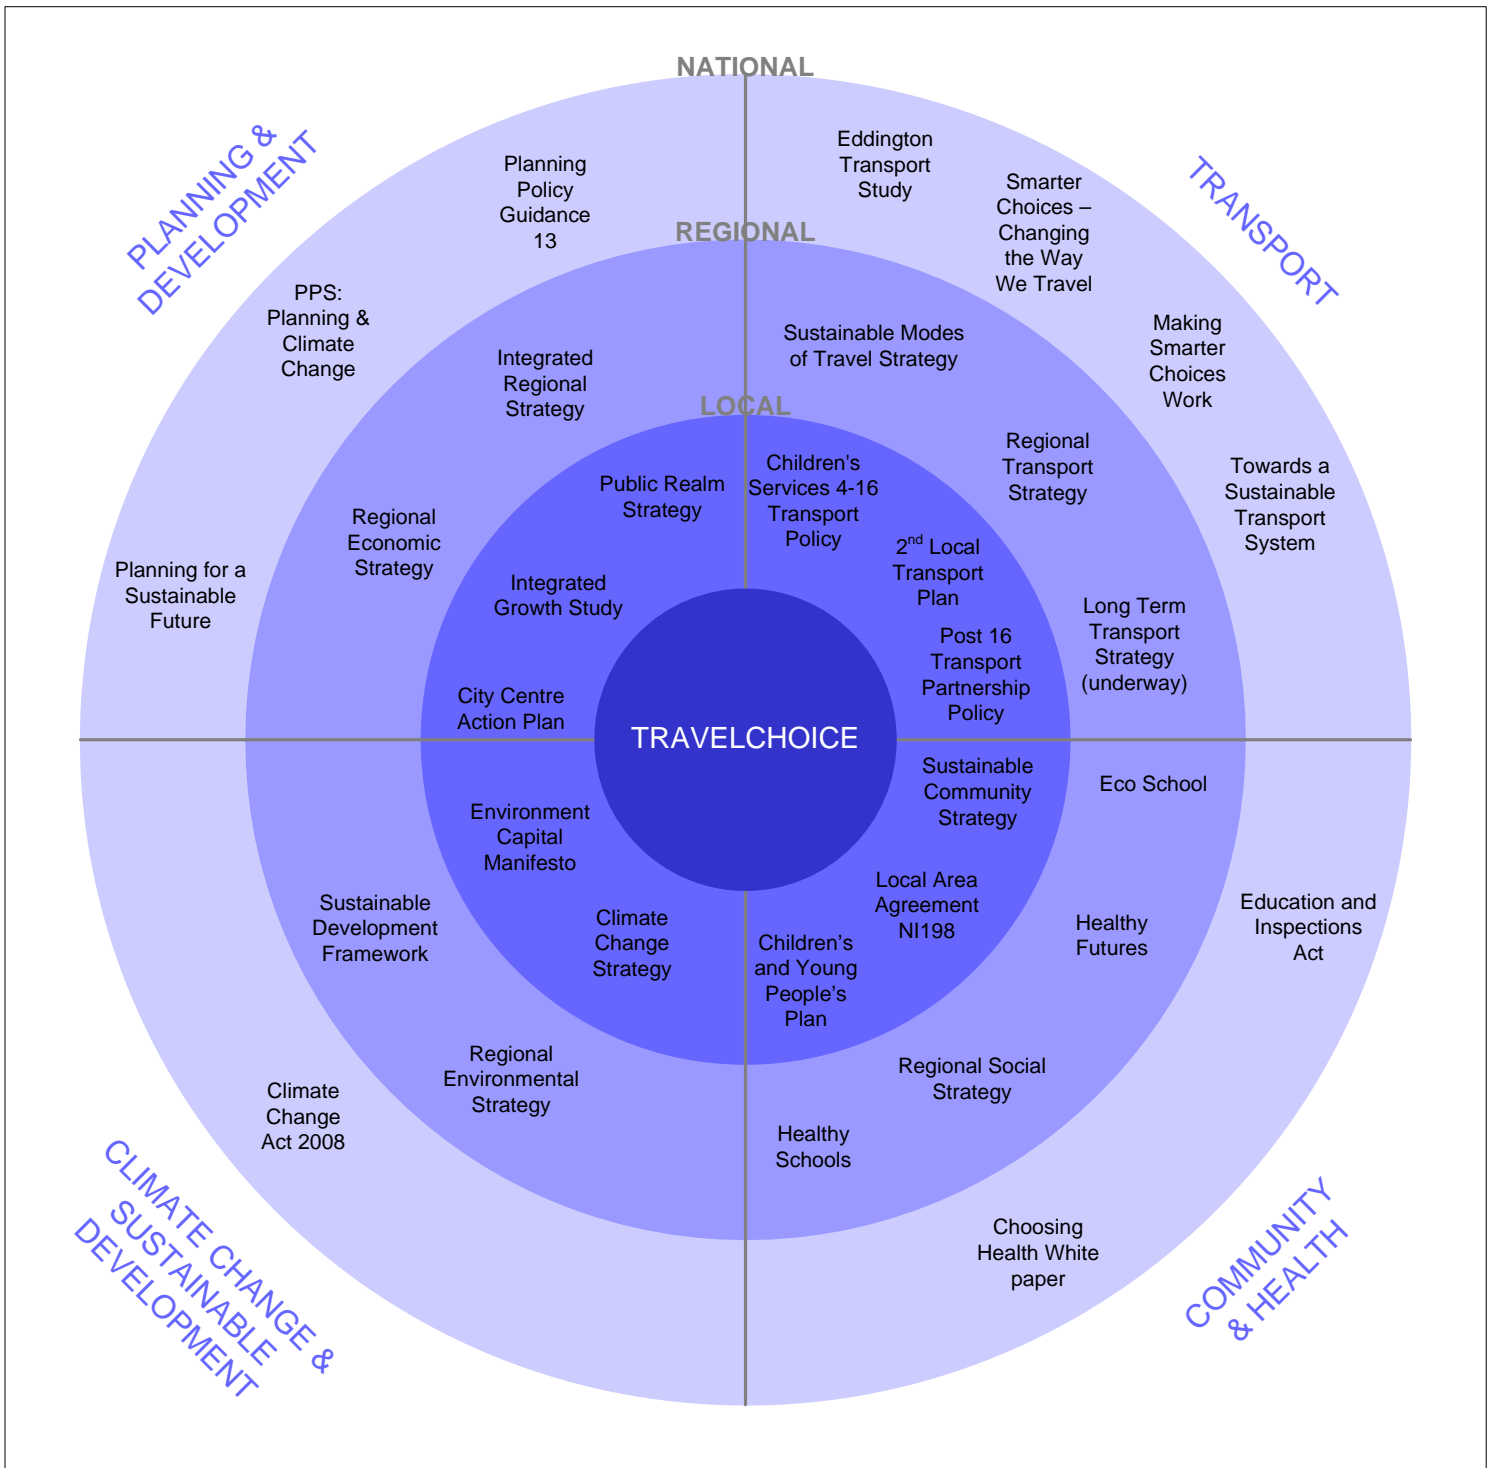 NATIONAL
REGIONAL
LOCAL
TRAVELCHOICE
PLANNING &
DEVELOPMENT
Planning
Policy
Guidance
13
PPS:
Planning &
Climate
Change
Planning for a
Sustainable
Future
Integrated
Regional
Strategy
Regional
Economic
Strategy
Public Realm
Strategy
Integrated
Growth Study
City Centre
Action Plan
TRANSPORT
Eddington
Transport
Study
Smarter
Choices –
Changing
the Way
We Travel
Making
Smarter
Choices
Work
Towards a
Sustainable
Transport
System
Sustainable Modes
of Travel Strategy
Regional
Transport
Strategy
Long Term
Transport
Strategy
(underway)
Children's
Services 4-16
Transport
Policy
2nd Local
Transport
Plan
Post 16
Transport
Partnership
Policy
CLIMATE CHANGE &
SUSTAINABLE
DEVELOPMENT
Environment
Capital
Manifesto
Climate
Change
Strategy
Sustainable
Development
Framework
Regional
Environmental
Strategy
Climate
Change
Act 2008
COMMUNITY
& HEALTH
Sustainable
Community
Strategy
Local Area
Agreement
NI198
Children’s
and Young
People’s
Plan
Eco School
Healthy
Futures
Regional Social
Strategy
Healthy
Schools
Education and
Inspections
Act
Choosing
Health White
paper